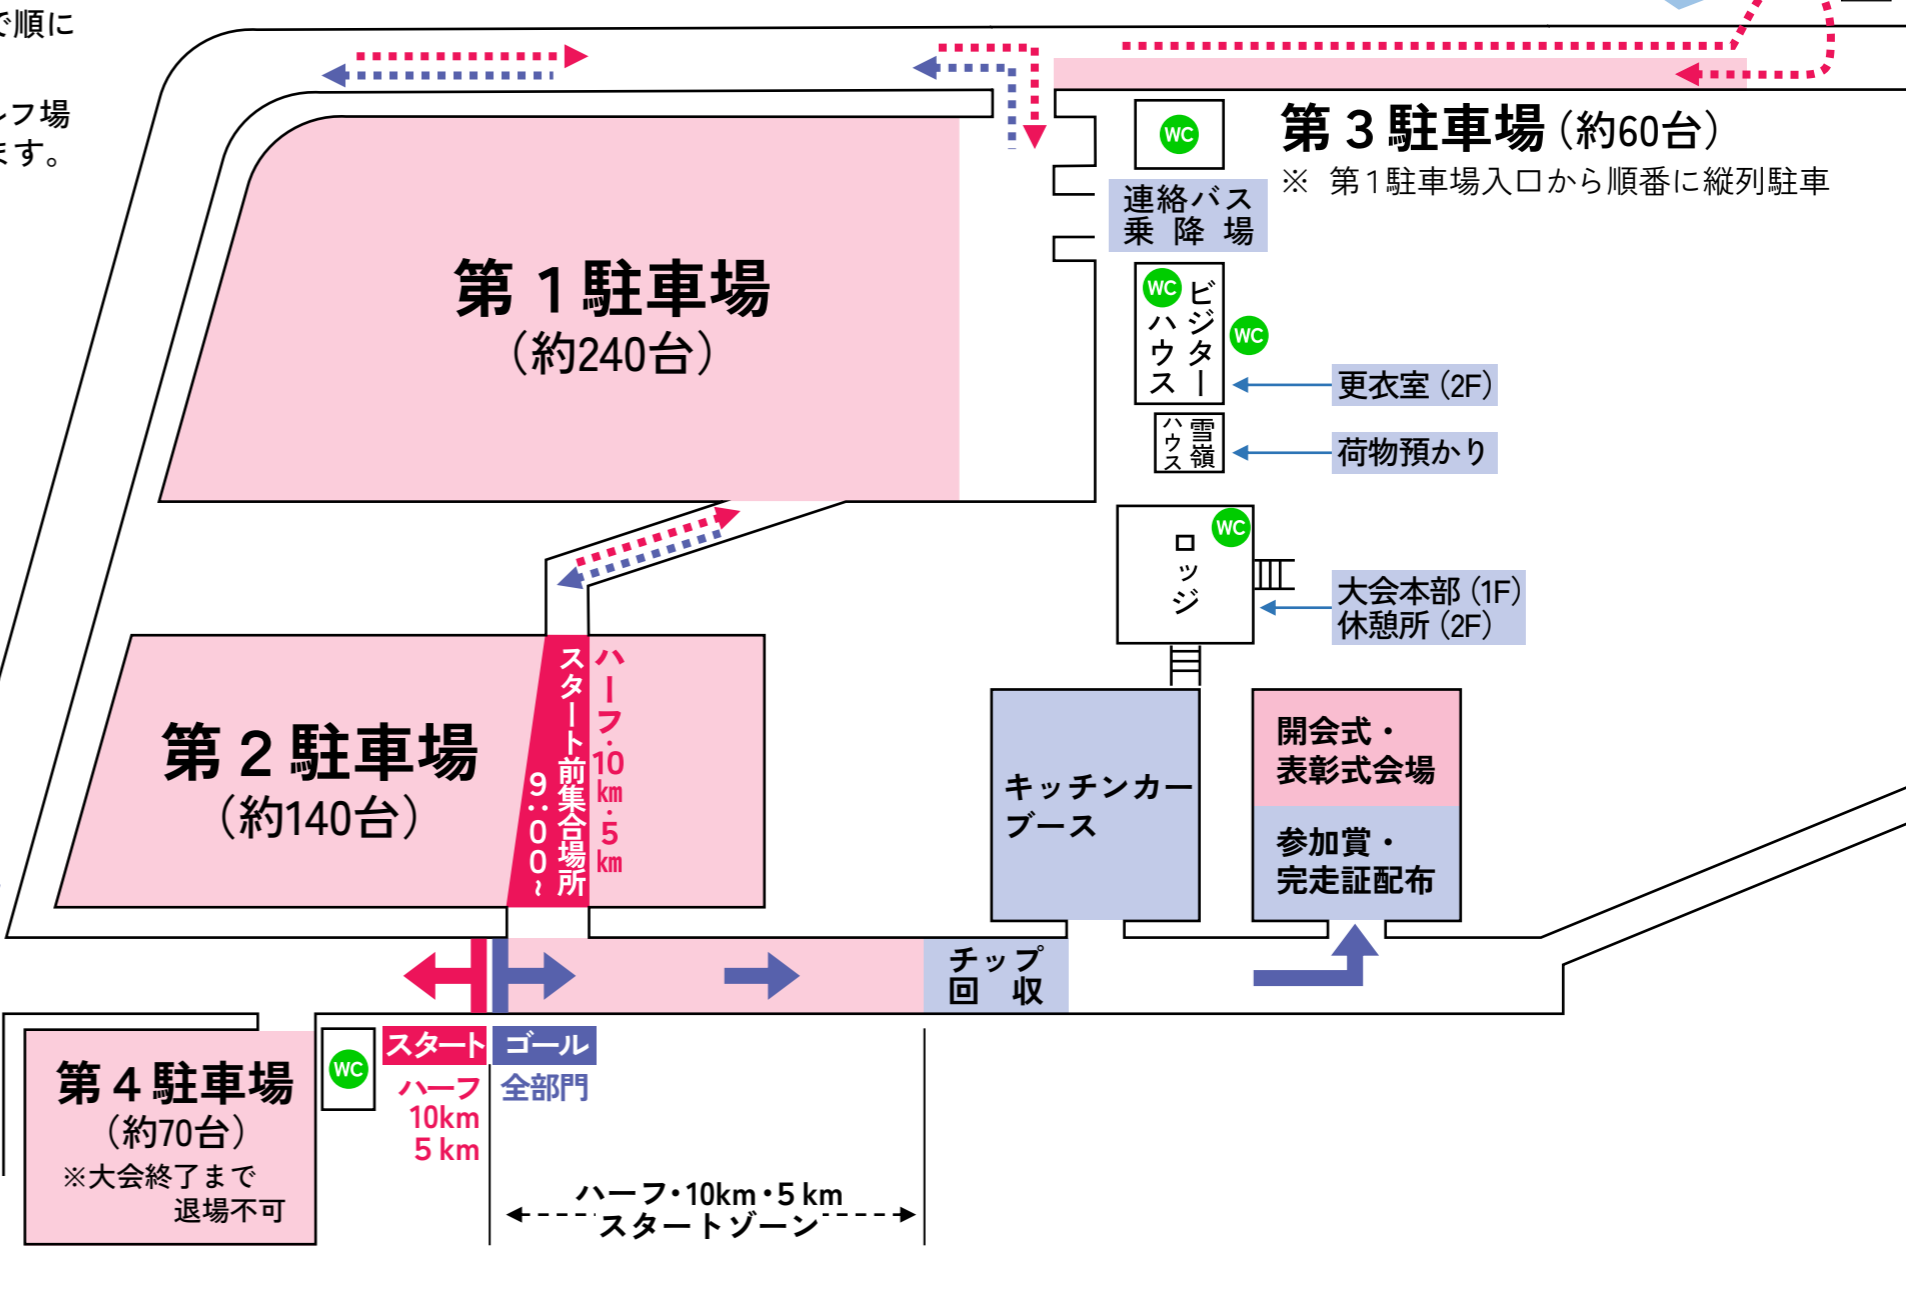 で順に
ルフ場
ます。
第3駐車場（約60台）
※ 第1駐車場入口から順番に縦列駐車
WC
連絡バス
乗降場
第1駐車場
（約240台）
WC
ビジター
ハウス
WC
更衣室（2F）
雪嶺
ハウス
荷物預かり
WC
ロッジ
大会本部（1F）
休憩所（2F）
ハーフ・10km・5km
スタート前集合場所
9:00~
第2駐車場
（約140台）
キッチンカー
ブース
開会式・
表彰式会場
参加賞・
完走証配布
チップ
回収
第4駐車場
（約70台）
※大会終了まで
退場不可
WC
スタート
ハーフ
10km
5km
ゴール
全部門
ハーフ・10km・5km
スタートゾーン